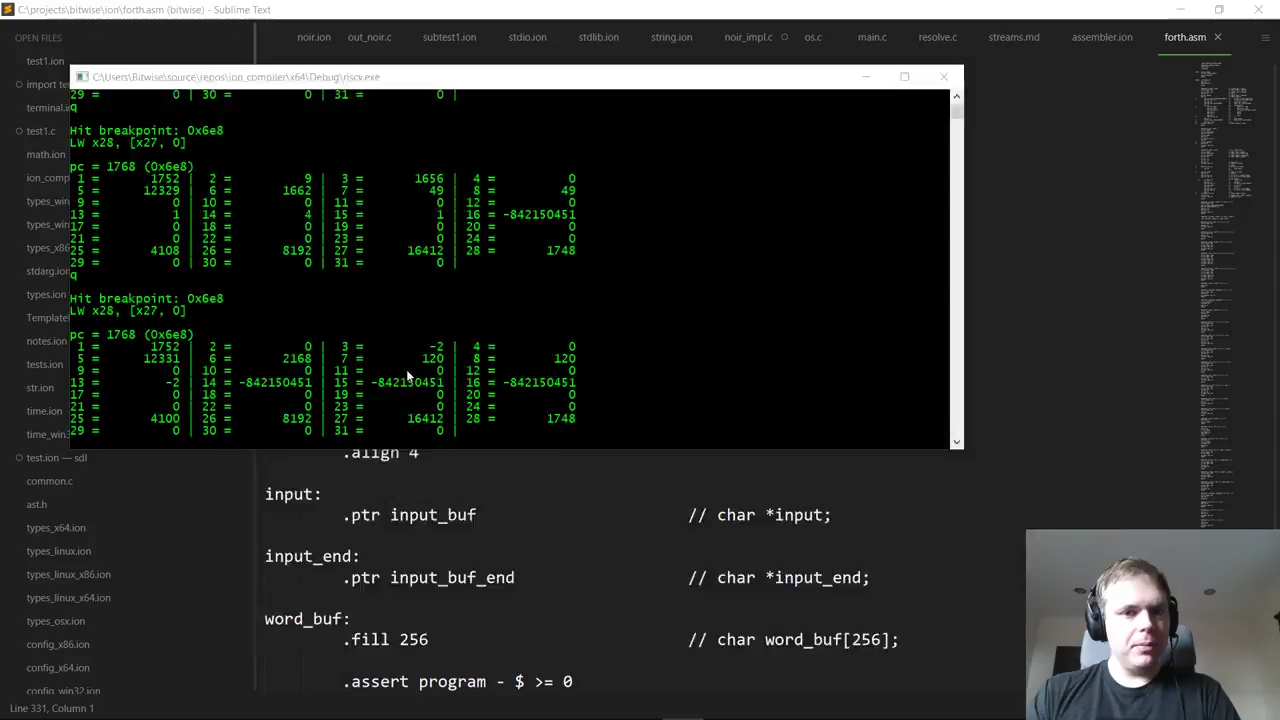 C:\projects\bitwise\ion\forth.asm (bitwise) - Sublime Text
OPEN FILES
noir.ion out_noir.c subtest1.ion stdio.ion stdlib.ion string.ion noir_impl.c os.c main.c resolve.c streams.md assembler.ion forth.asm
test1.ion
import te
terminal.i
test1.c
math.ion
ion_comp
types_win
types_win
types_x86
stdarg.ion
types.ion
Template
notes.ion
tests.ion
str.ion
time.ion
time_win3
test.ion — sdl
common.c
ast.h
types_x64.ion
types_linux.ion
types_linux_x86.ion
types_linux_x64.ion
types_osx.ion
config_x86.ion
config_x64.ion
config_win32.ion
C:\Users\Bitwise\source\repos\ion_compiler\x64\Debug\riscv.exe
29 = 0 | 30 = 0 | 31 = 0 |
q
Hit breakpoint: 0x6e8
LW x28, [x27, 0]
pc = 1768 (0x6e8)
1 = 1752 | 2 = 9 | 3 = 1656 | 4 = 0
5 = 12329 | 6 = 1662 | 7 = 49 | 8 = 49
9 = 0 | 10 = 0 | 11 = 0 | 12 = 0
13 = 1 | 14 = 4 | 15 = 1 | 16 = -842150451
17 = 0 | 18 = 0 | 19 = 0 | 20 = 0
21 = 0 | 22 = 0 | 23 = 0 | 24 = 0
25 = 4108 | 26 = 8192 | 27 = 16412 | 28 = 1748
29 = 0 | 30 = 0 | 31 = 0 |
q
Hit breakpoint: 0x6e8
LW x28, [x27, 0]
pc = 1768 (0x6e8)
1 = 1752 | 2 = 0 | 3 = -2 | 4 = 0
5 = 12331 | 6 = 2168 | 7 = 120 | 8 = 120
9 = 0 | 10 = 0 | 11 = 0 | 12 = 0
13 = -2 | 14 = -842150451 | 15 = -842150451 | 16 = -842150451
17 = 0 | 18 = 0 | 19 = 0 | 20 = 0
21 = 0 | 22 = 0 | 23 = 0 | 24 = 0
25 = 4100 | 26 = 8192 | 27 = 16412 | 28 = 1748
29 = 0 | 30 = 0 | 31 = 0 |
.align 4
input:
.ptr input_buf // char *input;
input_end:
.ptr input_buf_end // char *input_end;
word_buf:
.fill 256 // char word_buf[256];
.assert program - $ >= 0
Line 585, Column 1